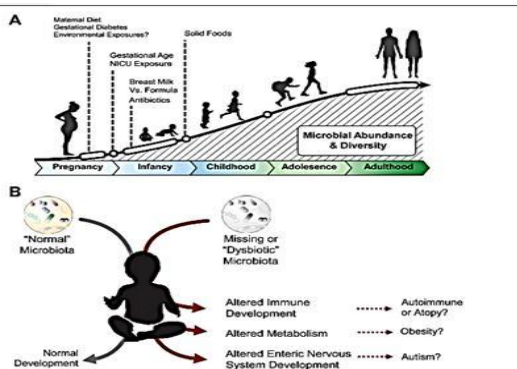 A
Maternal Diet
Gestational Diabetes
Environmental Exposures?
Gestational Age
NICU Exposure
Breast Milk
Vs. Formula
Antibiotics
Solid Foods
Microbial Abundance
& Diversity
Pregnancy
Infancy
Childhood
Adolesence
Adulthood
B
"Normal"
Microbiota
Missing or
"Dysbiotic"
Microbiota
Altered Immune
Development
Autoimmune
or Atopy?
Altered Metabolism
Obesity?
Normal
Development
Altered Enteric Nervous
System Development
Autism?